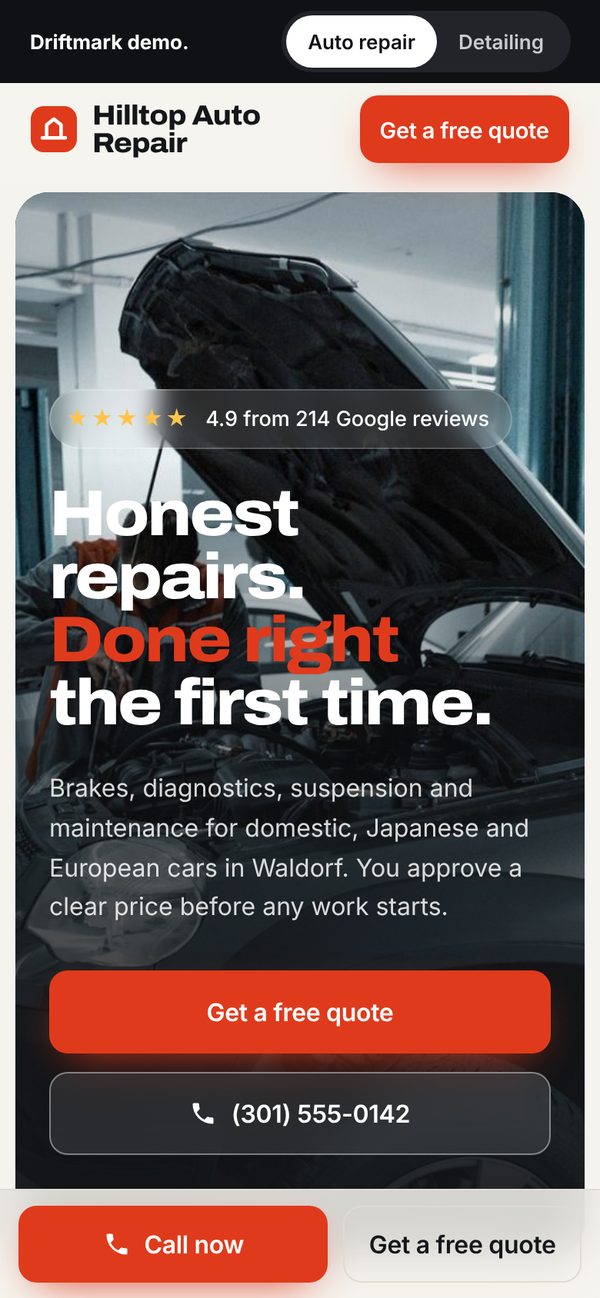 Driftmark demo.
Auto repair
Detailing
Hilltop Auto
Repair
Get a free quote
4.9 from 214 Google reviews
Honest
repairs.
Done right
the first time.
Brakes, diagnostics, suspension and
maintenance for domestic, Japanese and
European cars in Waldorf. You approve a
clear price before any work starts.
Get a free quote
(301) 555-0142
Call now
Get a free quote